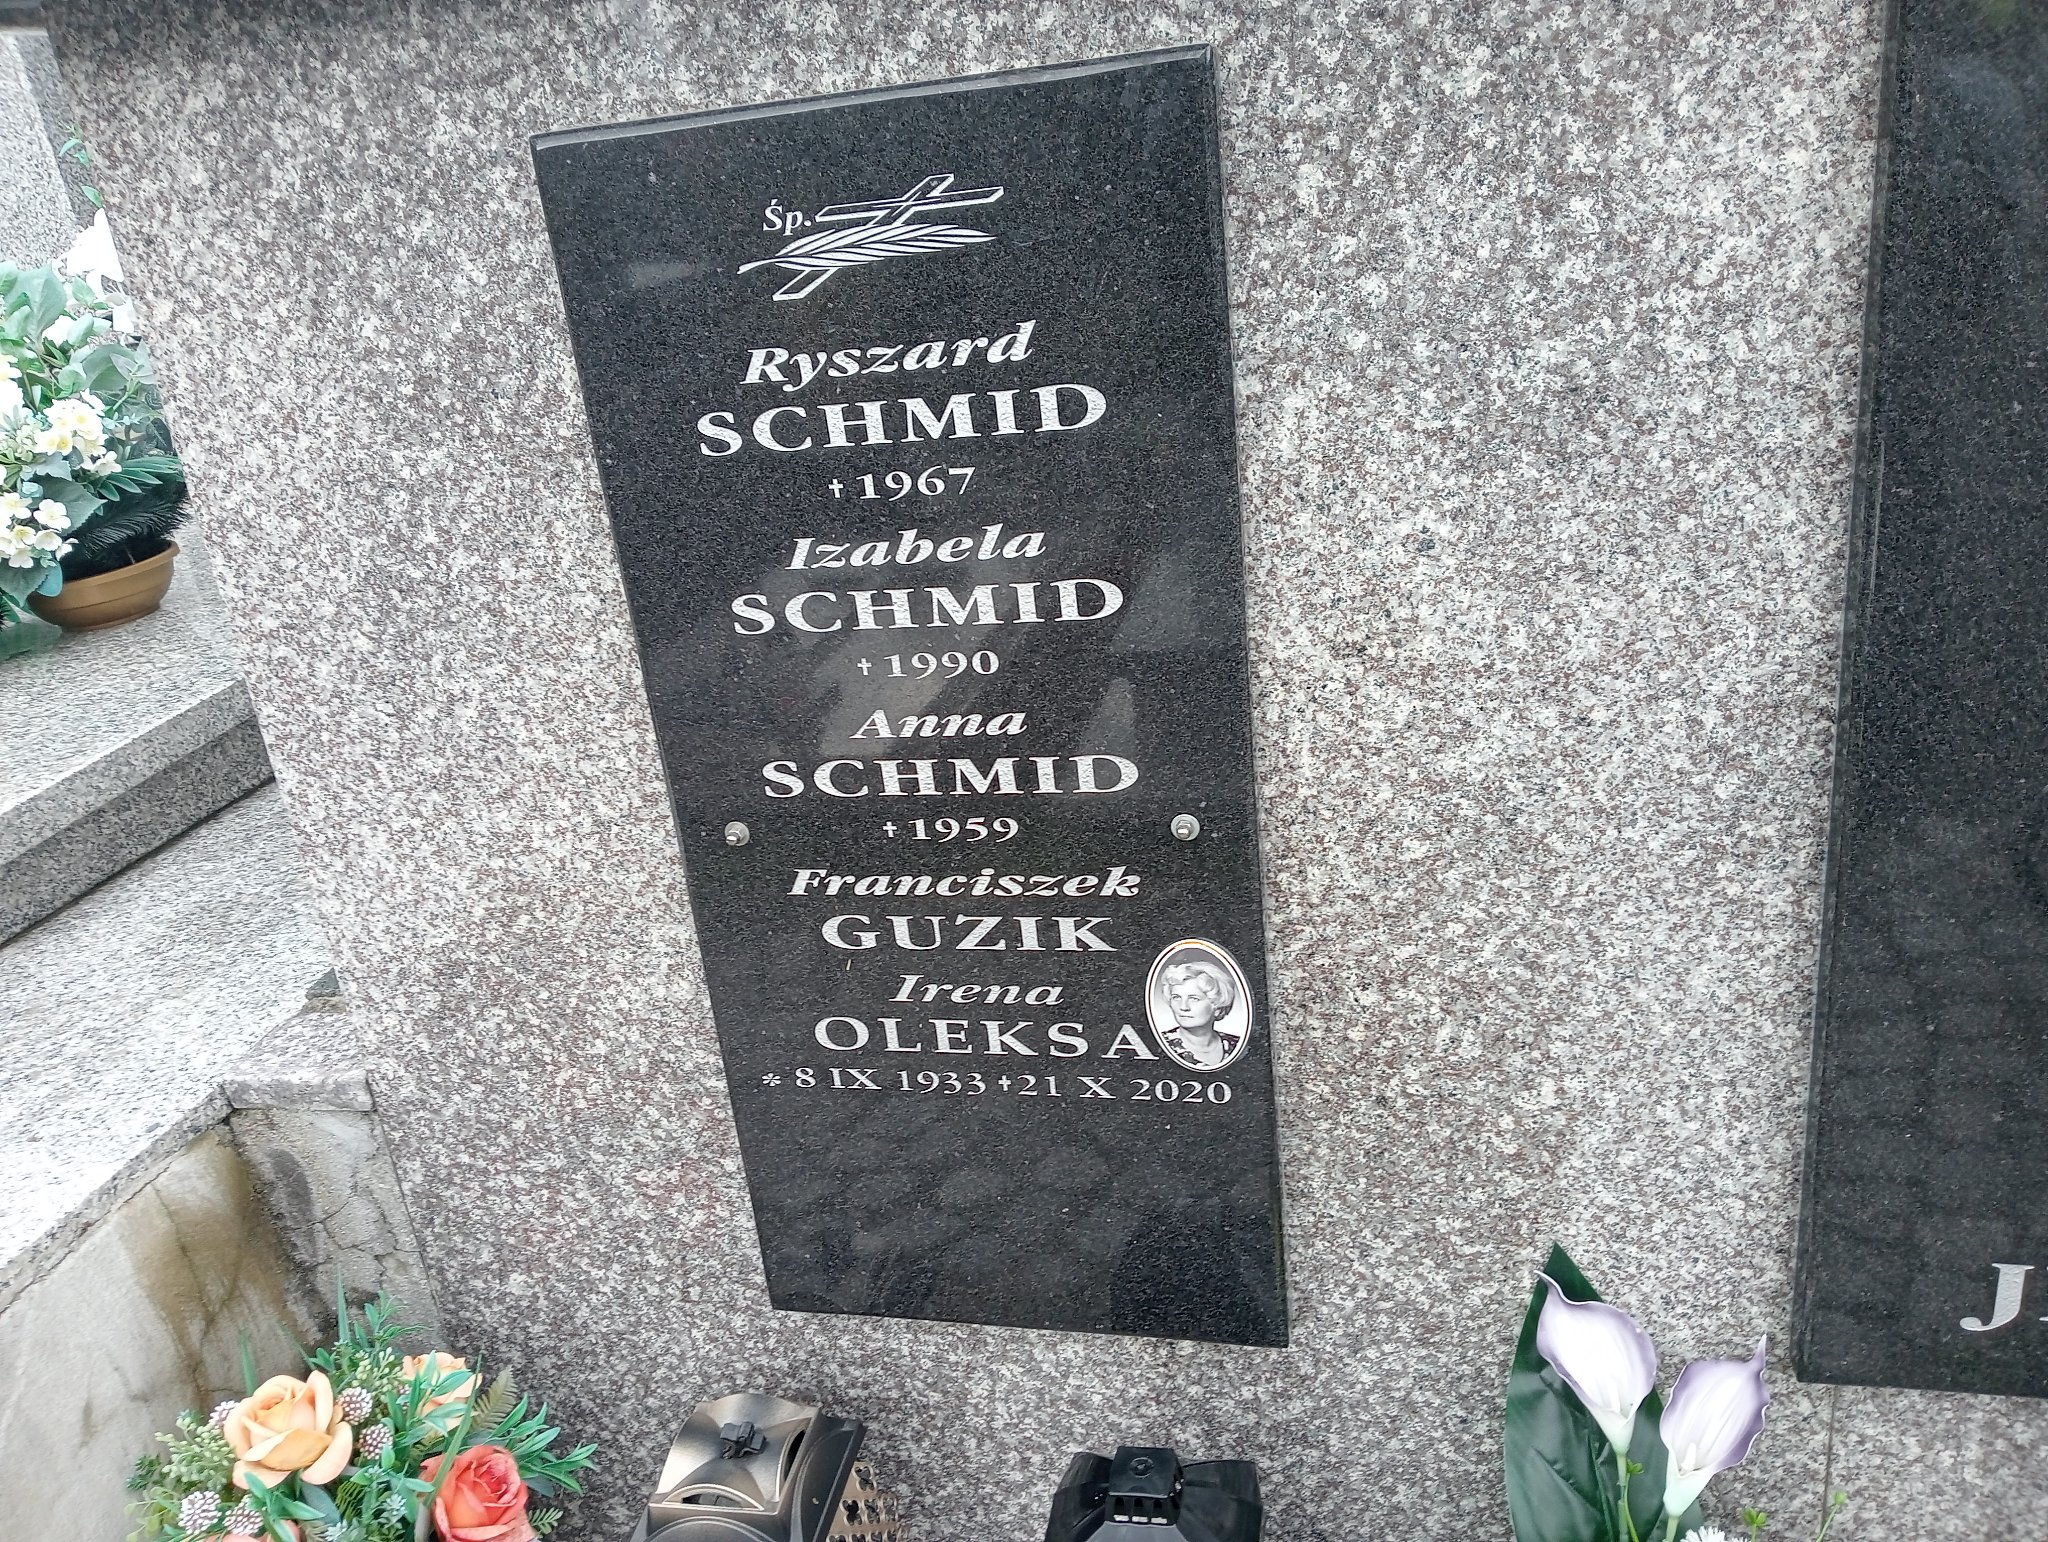 Śp.
Ryszard
SCHMID
† 1967
Izabela
SCHMID
† 1990
Anna
SCHMID
† 1959
Franciszek
GUZIK
Irena
OLEKSA
* 8 IX 1933 † 21 X 2020